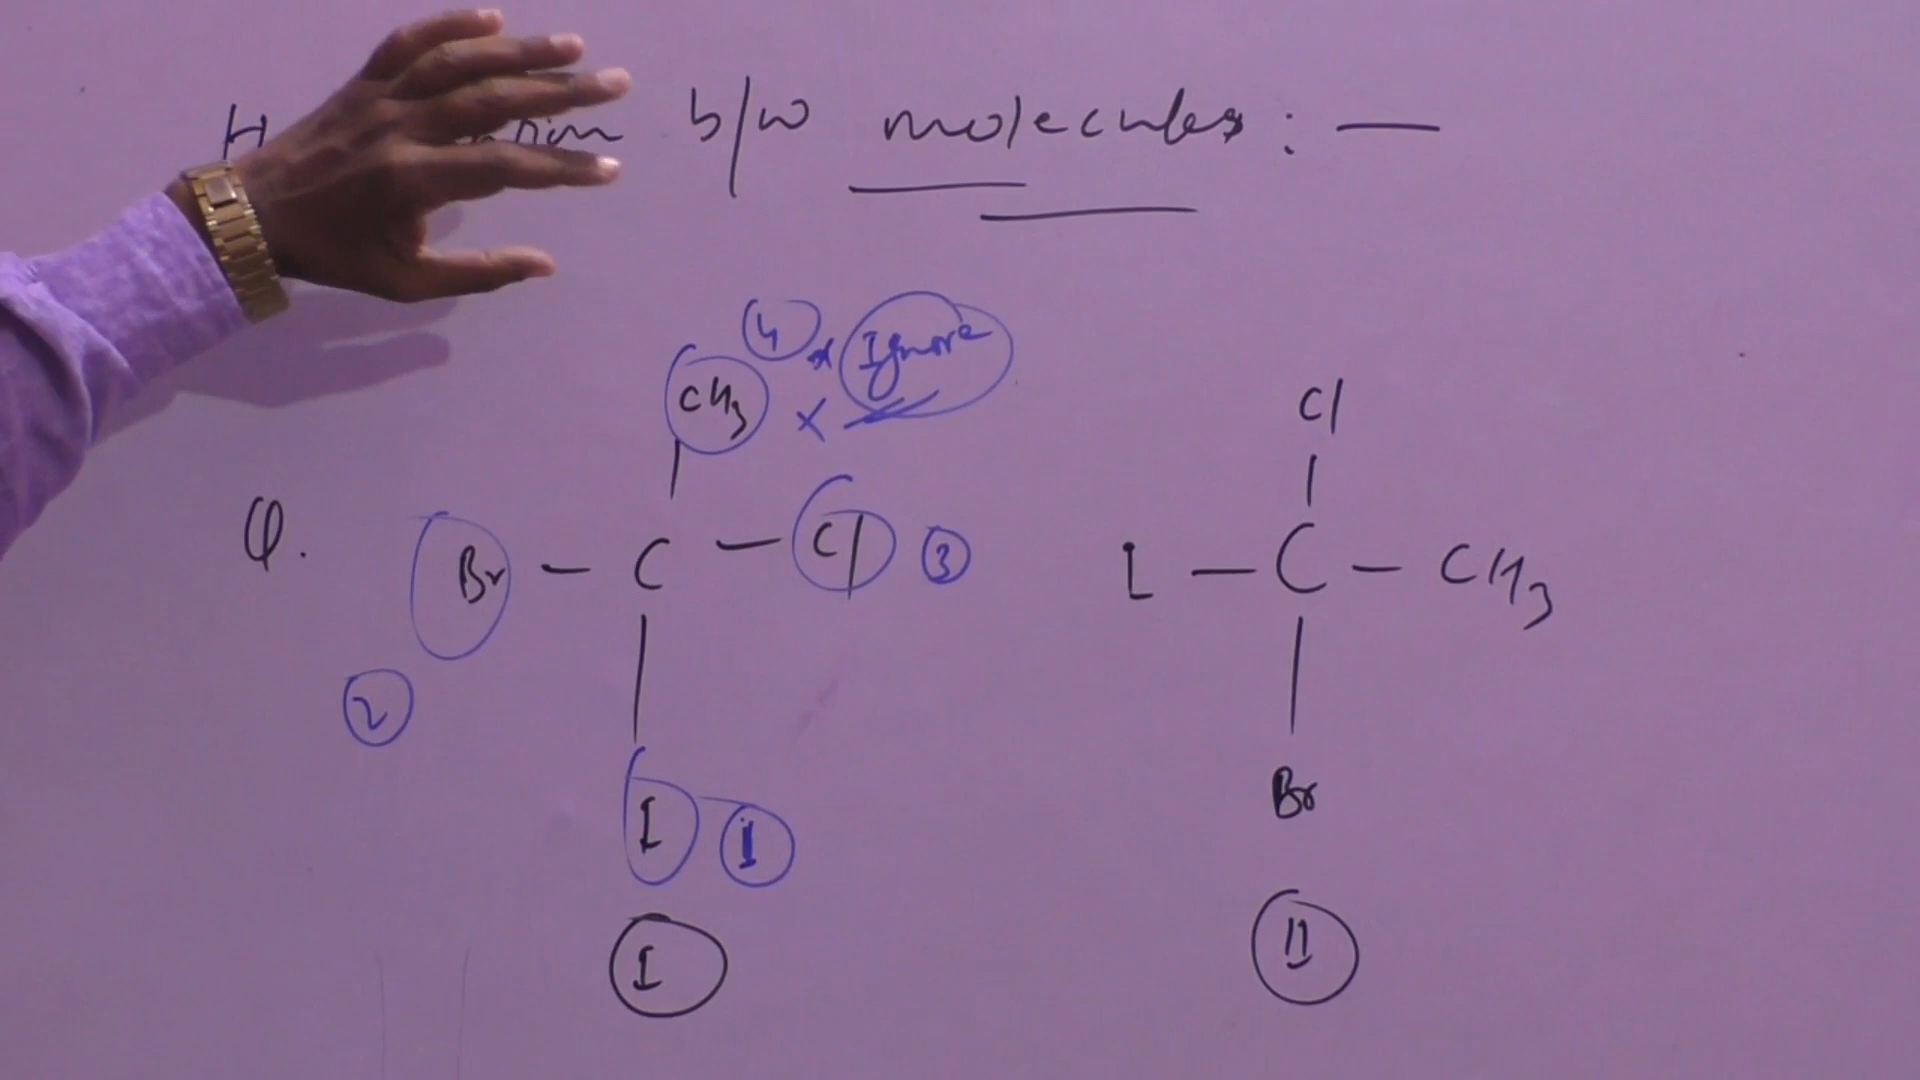 b/w molecules : —
4 × Ignore
CH3 ×
Cl
Q. Br - C - Cl 3
I - C - CH3
2
I 1
Br
I
II